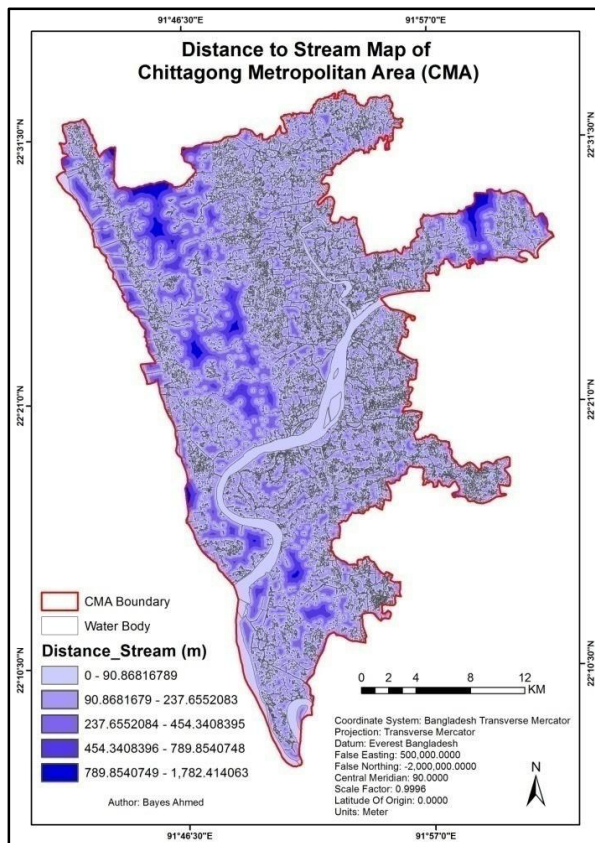 91°46'30"E
91°57'0"E
Distance to Stream Map of
Chittagong Metropolitan Area (CMA)
22°31'30"N
22°31'30"N
22°21'0"N
22°21'0"N
22°10'30"N
22°10'30"N
CMA Boundary
Water Body
Distance_Stream (m)
0 - 90.86816789
90.8681679 - 237.6552083
237.6552084 - 454.3408395
454.3408396 - 789.8540748
789.8540749 - 1,782.414063
Author: Bayes Ahmed
0 2 4 8 12
KM
Coordinate System: Bangladesh Transverse Mercator
Projection: Transverse Mercator
Datum: Everest Bangladesh
False Easting: 500,000.0000
False Northing: -2,000,000.0000
Central Meridian: 90.0000
Scale Factor: 0.9996
Latitude Of Origin: 0.0000
Units: Meter
N
91°46'30"E
91°57'0"E